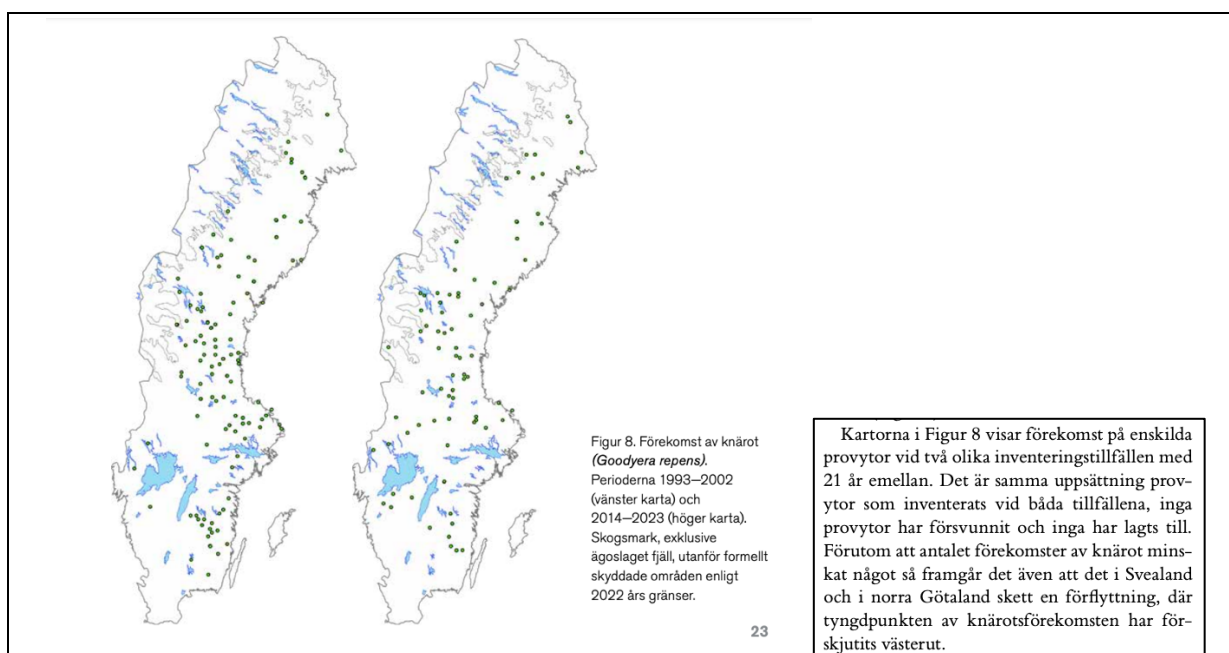 Figur 8. Förekomst av knärot
(Goodyera repens).
Perioderna 1993–2002
(vänster karta) och
2014–2023 (höger karta).
Skogsmark, exklusive
ägoslaget fjäll, utanför formellt
skyddade områden enligt
2022 års gränser.
23
Kartorna i Figur 8 visar förekomst på enskilda
provytor vid två olika inventeringstillfällen med
21 år emellan. Det är samma uppsättning prov-
ytor som inventerats vid båda tillfällena, inga
provytor har försvunnit och inga har lagts till.
Förutom att antalet förekomster av knärot mins-
kat något så framgår det även att det i Svealand
och i norra Götaland skett en förflyttning, där
tyngdpunkten av knärotsförekomsten har för-
skjutits västerut.